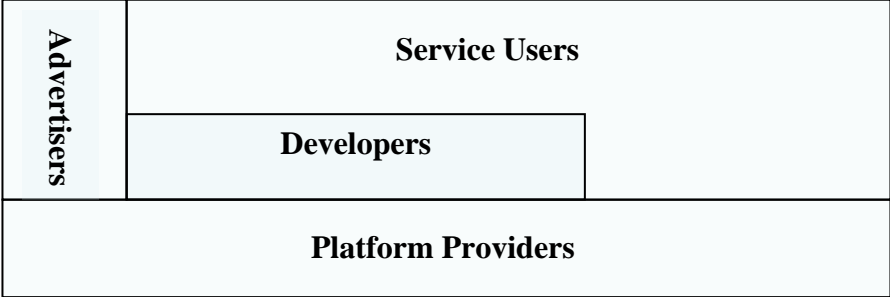 Advertisers
Service Users
Developers
Platform Providers